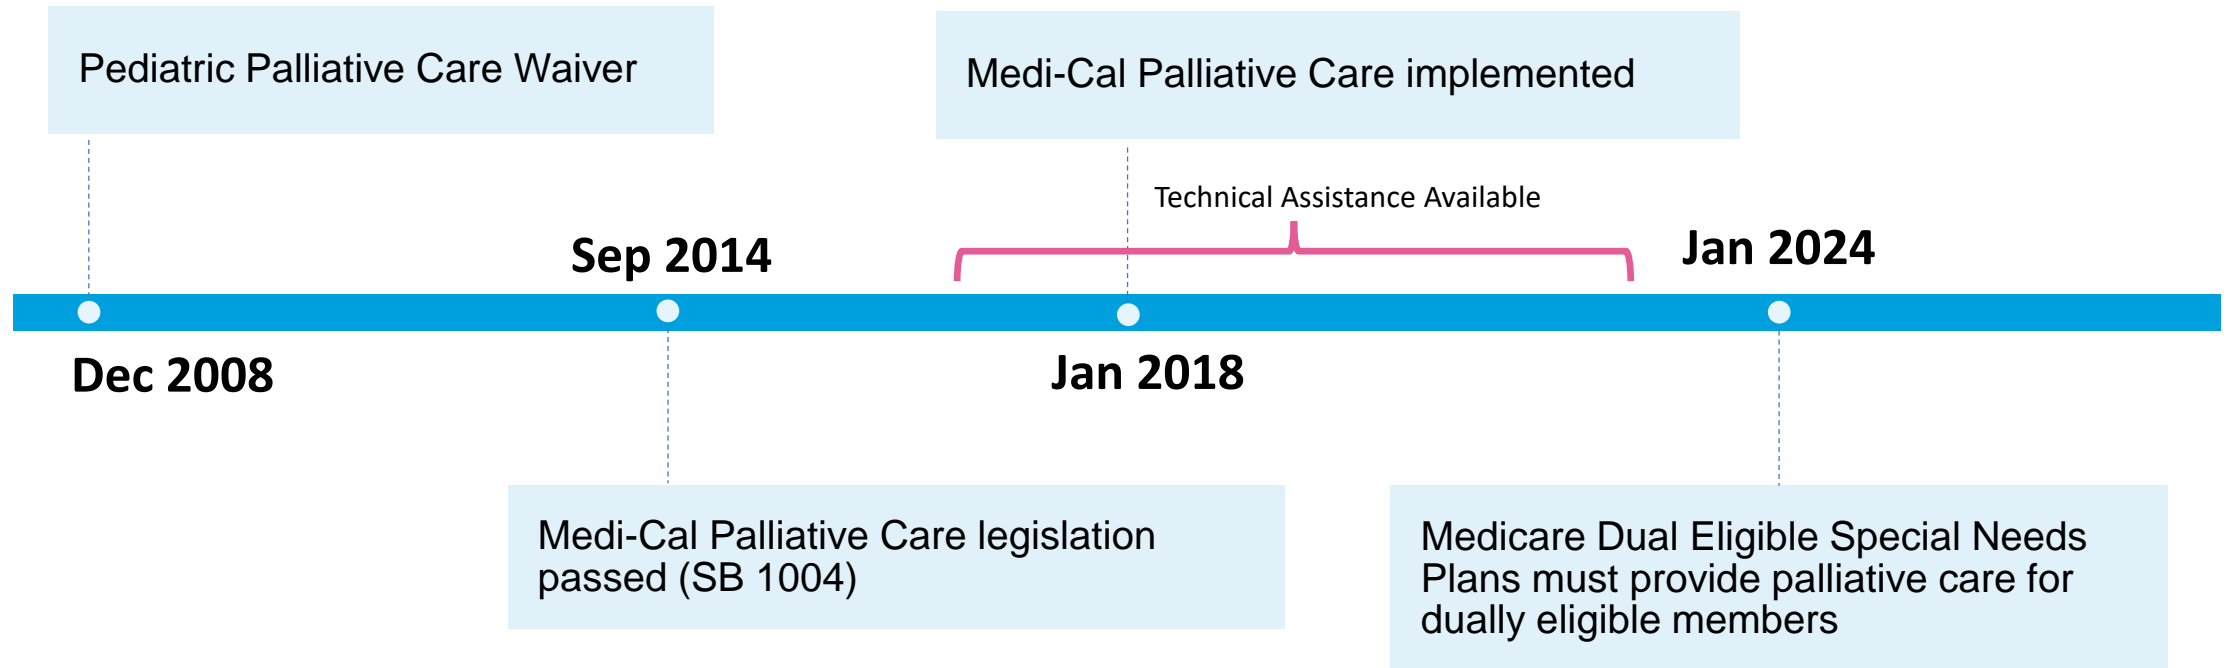 Pediatric Palliative Care Waiver
Medi-Cal Palliative Care implemented
Technical Assistance Available
Sep 2014
Jan 2024
Dec 2008
Jan 2018
Medi-Cal Palliative Care legislation
passed (SB 1004)
Medicare Dual Eligible Special Needs
Plans must provide palliative care for
dually eligible members